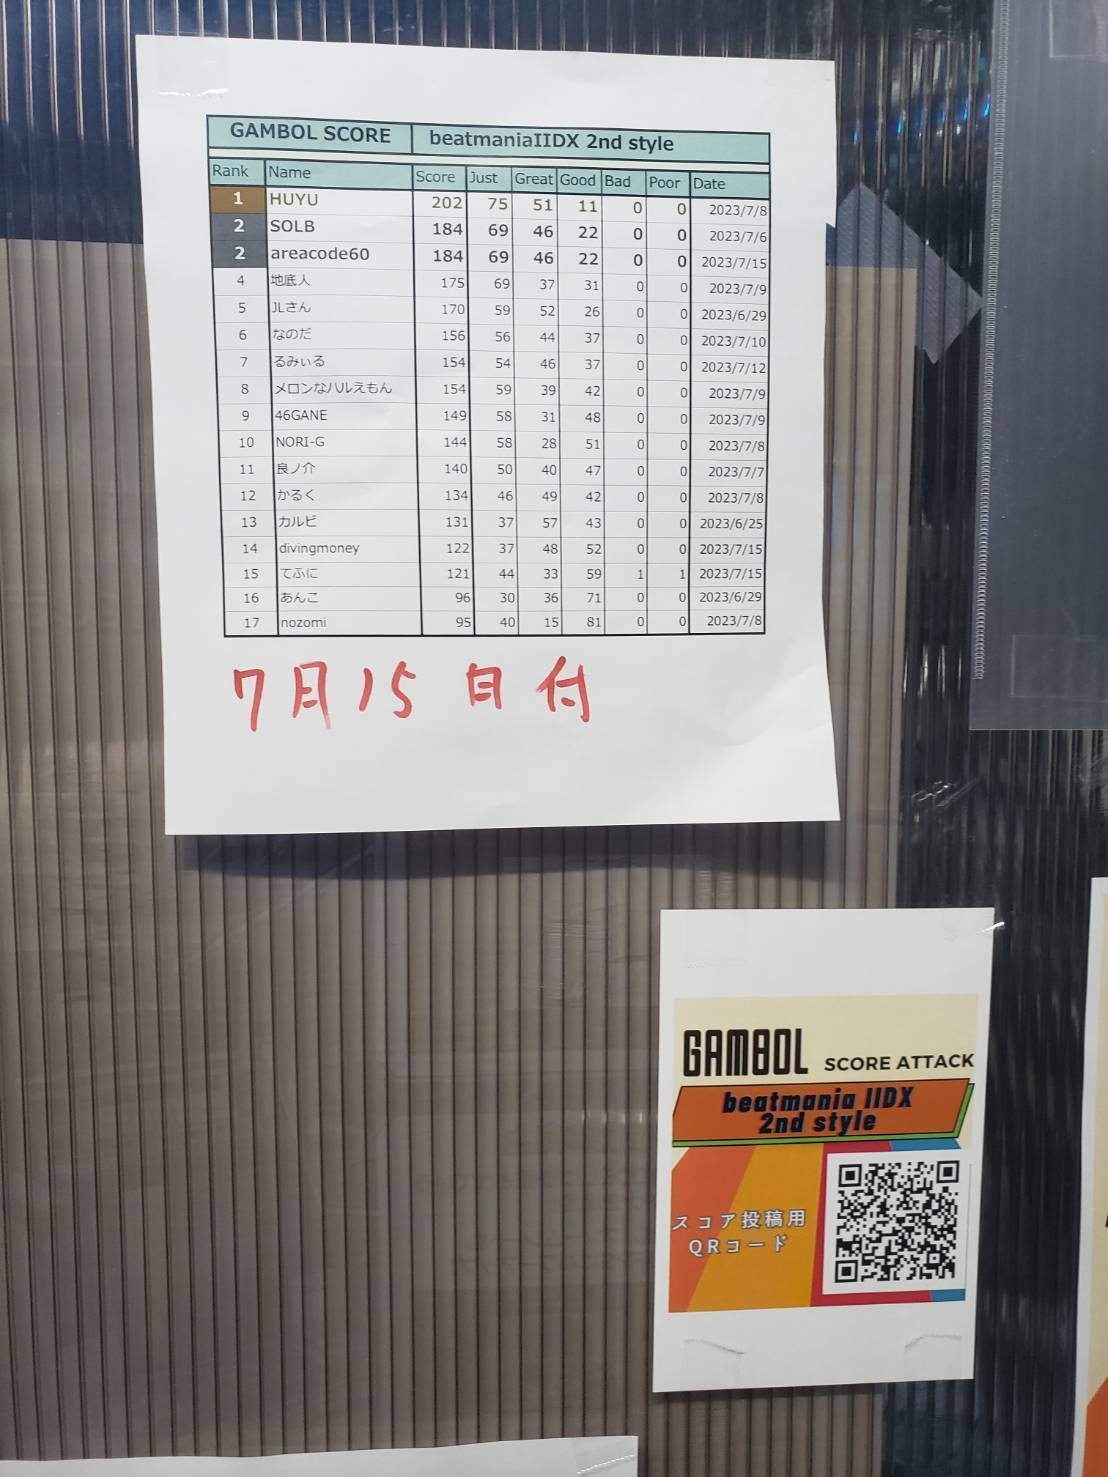 GAMBOL SCORE beatmaniaIIDX 2nd style
Rank Name Score Just Great Good Bad Poor Date
1 HUYU 202 75 51 11 0 0 2023/7/8
2 SOLB 184 69 46 22 0 0 2023/7/6
2 areacode60 184 69 46 22 0 0 2023/7/15
4 地底人 175 69 37 31 0 0 2023/7/9
5 JLさん 170 59 52 26 0 0 2023/6/29
6 なのだ 156 56 44 37 0 0 2023/7/10
7 るみぃる 154 54 46 37 0 0 2023/7/12
8 メロンなハルえもん 154 59 39 42 0 0 2023/7/9
9 46GANE 149 58 31 48 0 0 2023/7/9
10 NORI-G 144 58 28 51 0 0 2023/7/8
11 良ノ介 140 50 40 47 0 0 2023/7/7
12 かるく 134 46 49 42 0 0 2023/7/8
13 カルビ 131 37 57 43 0 0 2023/6/25
14 divingmoney 122 37 48 52 0 0 2023/7/15
15 てふに 121 44 33 59 1 1 2023/7/15
16 あんこ 96 30 36 71 0 0 2023/6/29
17 nozomi 95 40 15 81 0 0 2023/7/8
7月15日付
GAMBOL SCORE ATTACK
beatmania IIDX
2nd style
スコア投稿用
QRコード